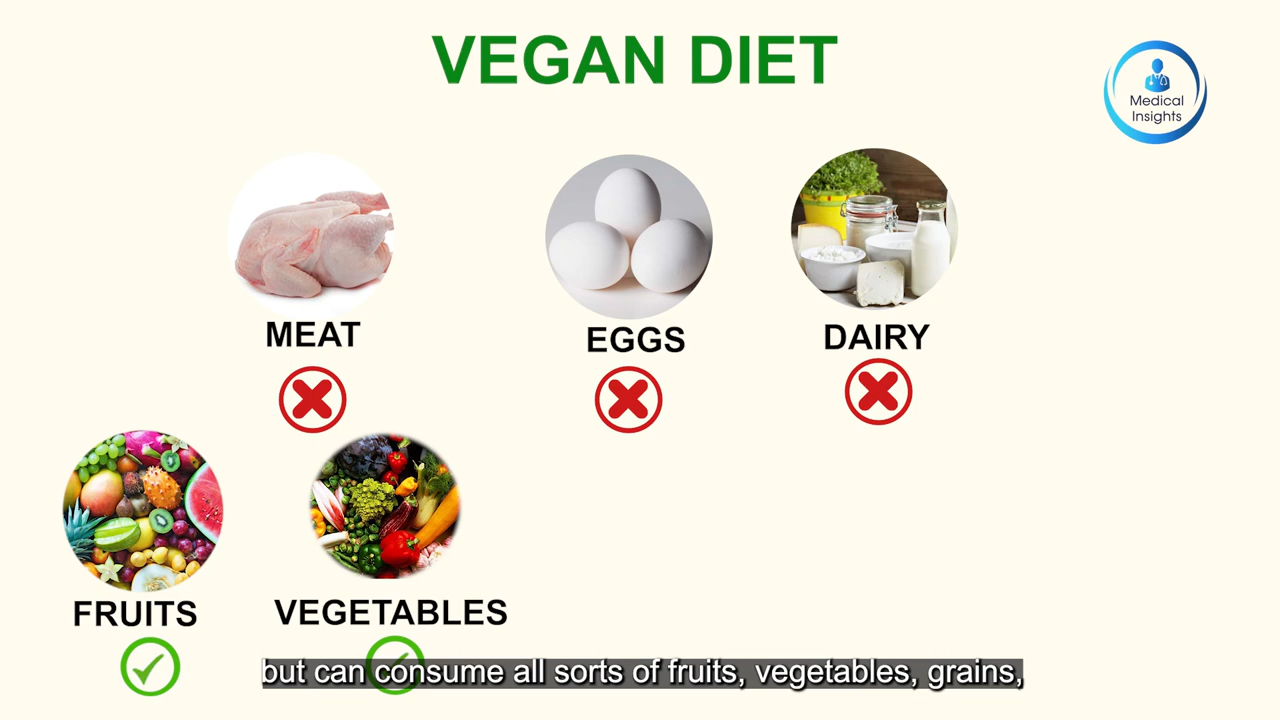 VEGAN DIET
Medical
Insights
MEAT
EGGS
DAIRY
FRUITS
VEGETABLES
but can consume all sorts of fruits, vegetables, grains,